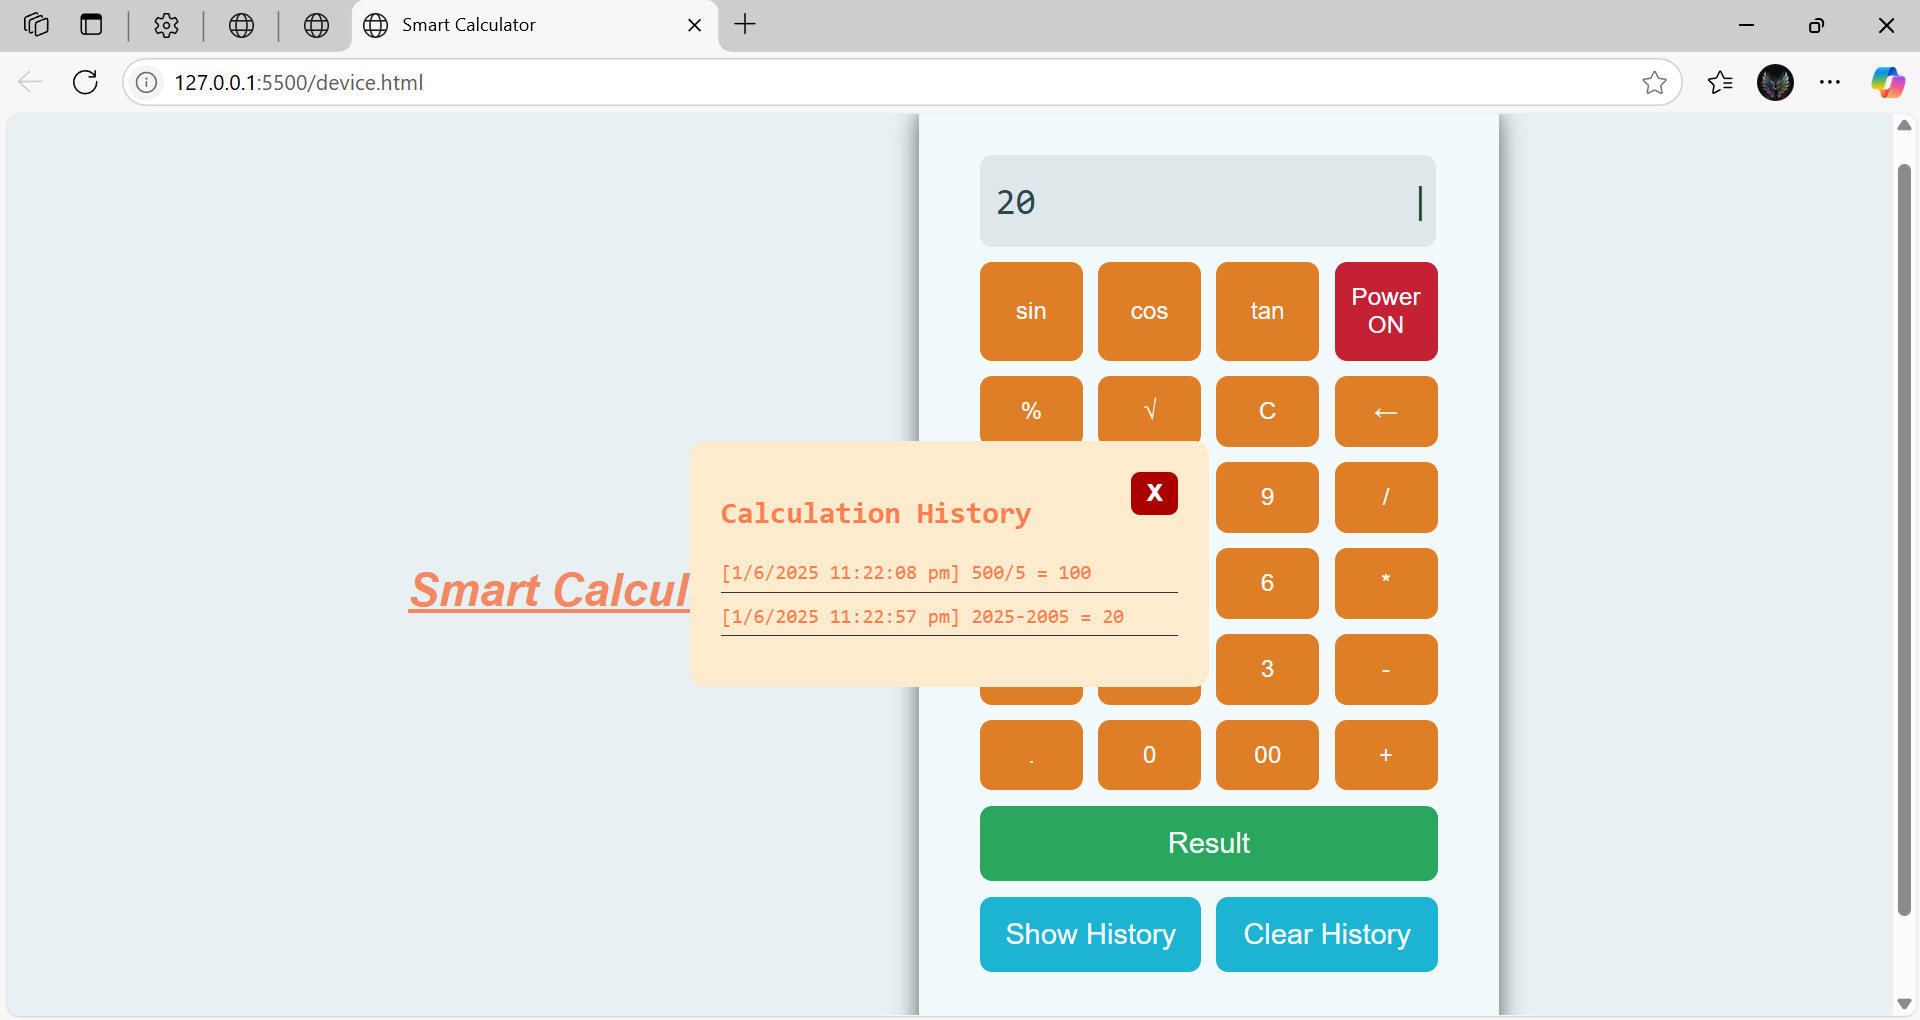 Smart Calculator
127.0.0.1:5500/device.html
20
sin cos tan Power
ON
% √ C ←
9 /
6 *
3 -
. 0 00 +
Result
Show History Clear History
Smart Calcul
X
Calculation History
[1/6/2025 11:22:08 pm] 500/5 = 100
[1/6/2025 11:22:57 pm] 2025-2005 = 20